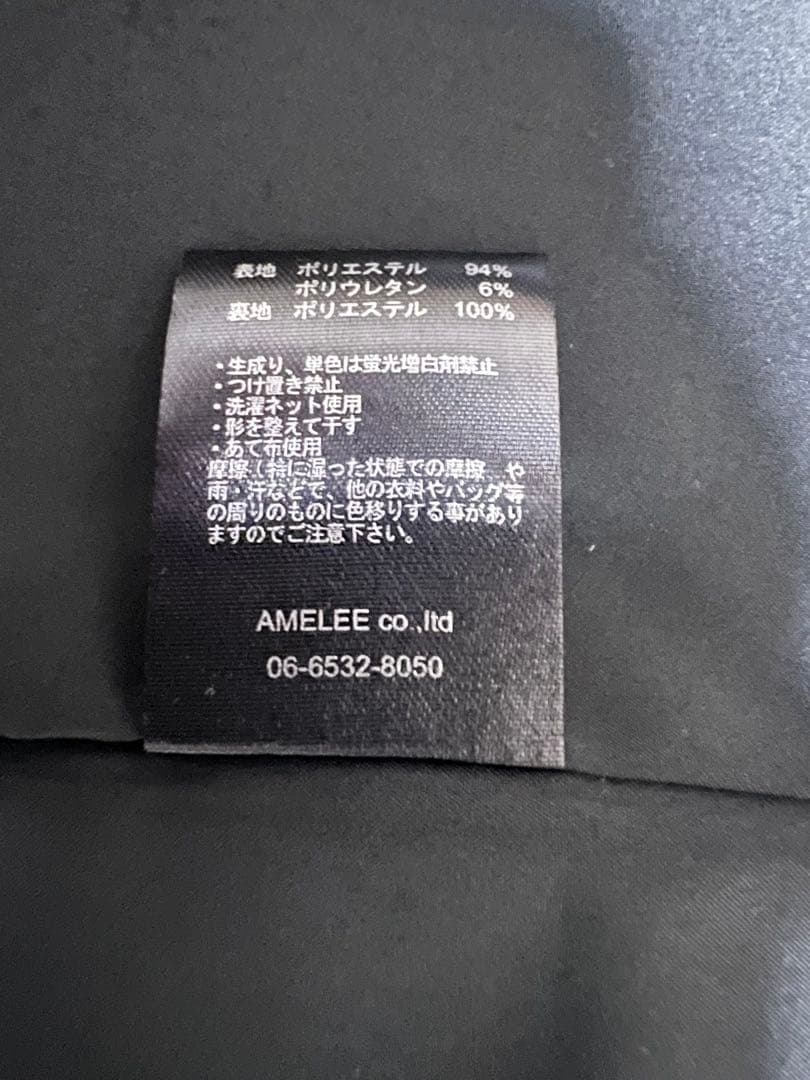 表地 ポリエステル 94%
ポリウレタン 6%
裏地 ポリエステル 100%
・生成り、単色は蛍光増白剤禁止
・つけ置き禁止
・洗濯ネット使用
・形を整えて干す
・あて布使用
摩擦(特に湿った状態での摩擦 や
雨・汗などで、他の衣料やバッグ等
の周りのものに色移りする事があり
ますのでご注意下さい。
AMELEE co.,ltd
06-6532-8050